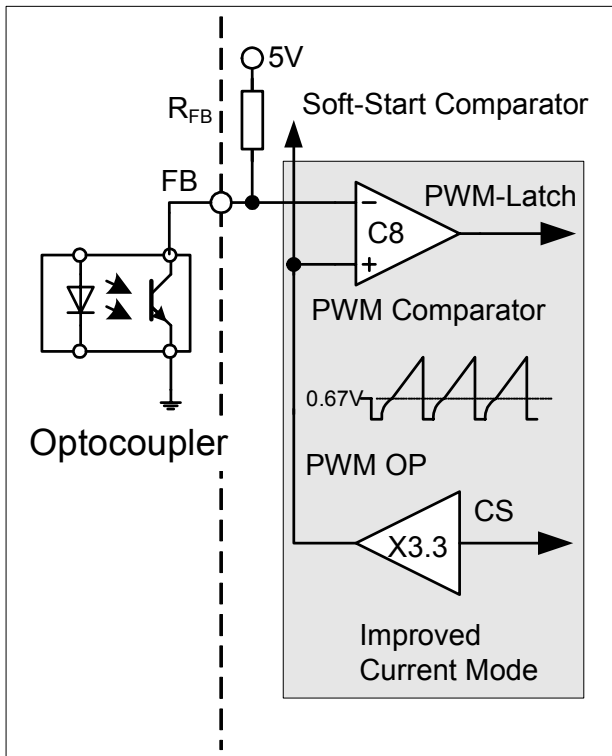 5V
R_FB
Soft-Start Comparator
FB
PWM-Latch
−
C8
+
PWM Comparator
0.67V
Optocoupler
PWM OP
CS
X3.3
Improved
Current Mode